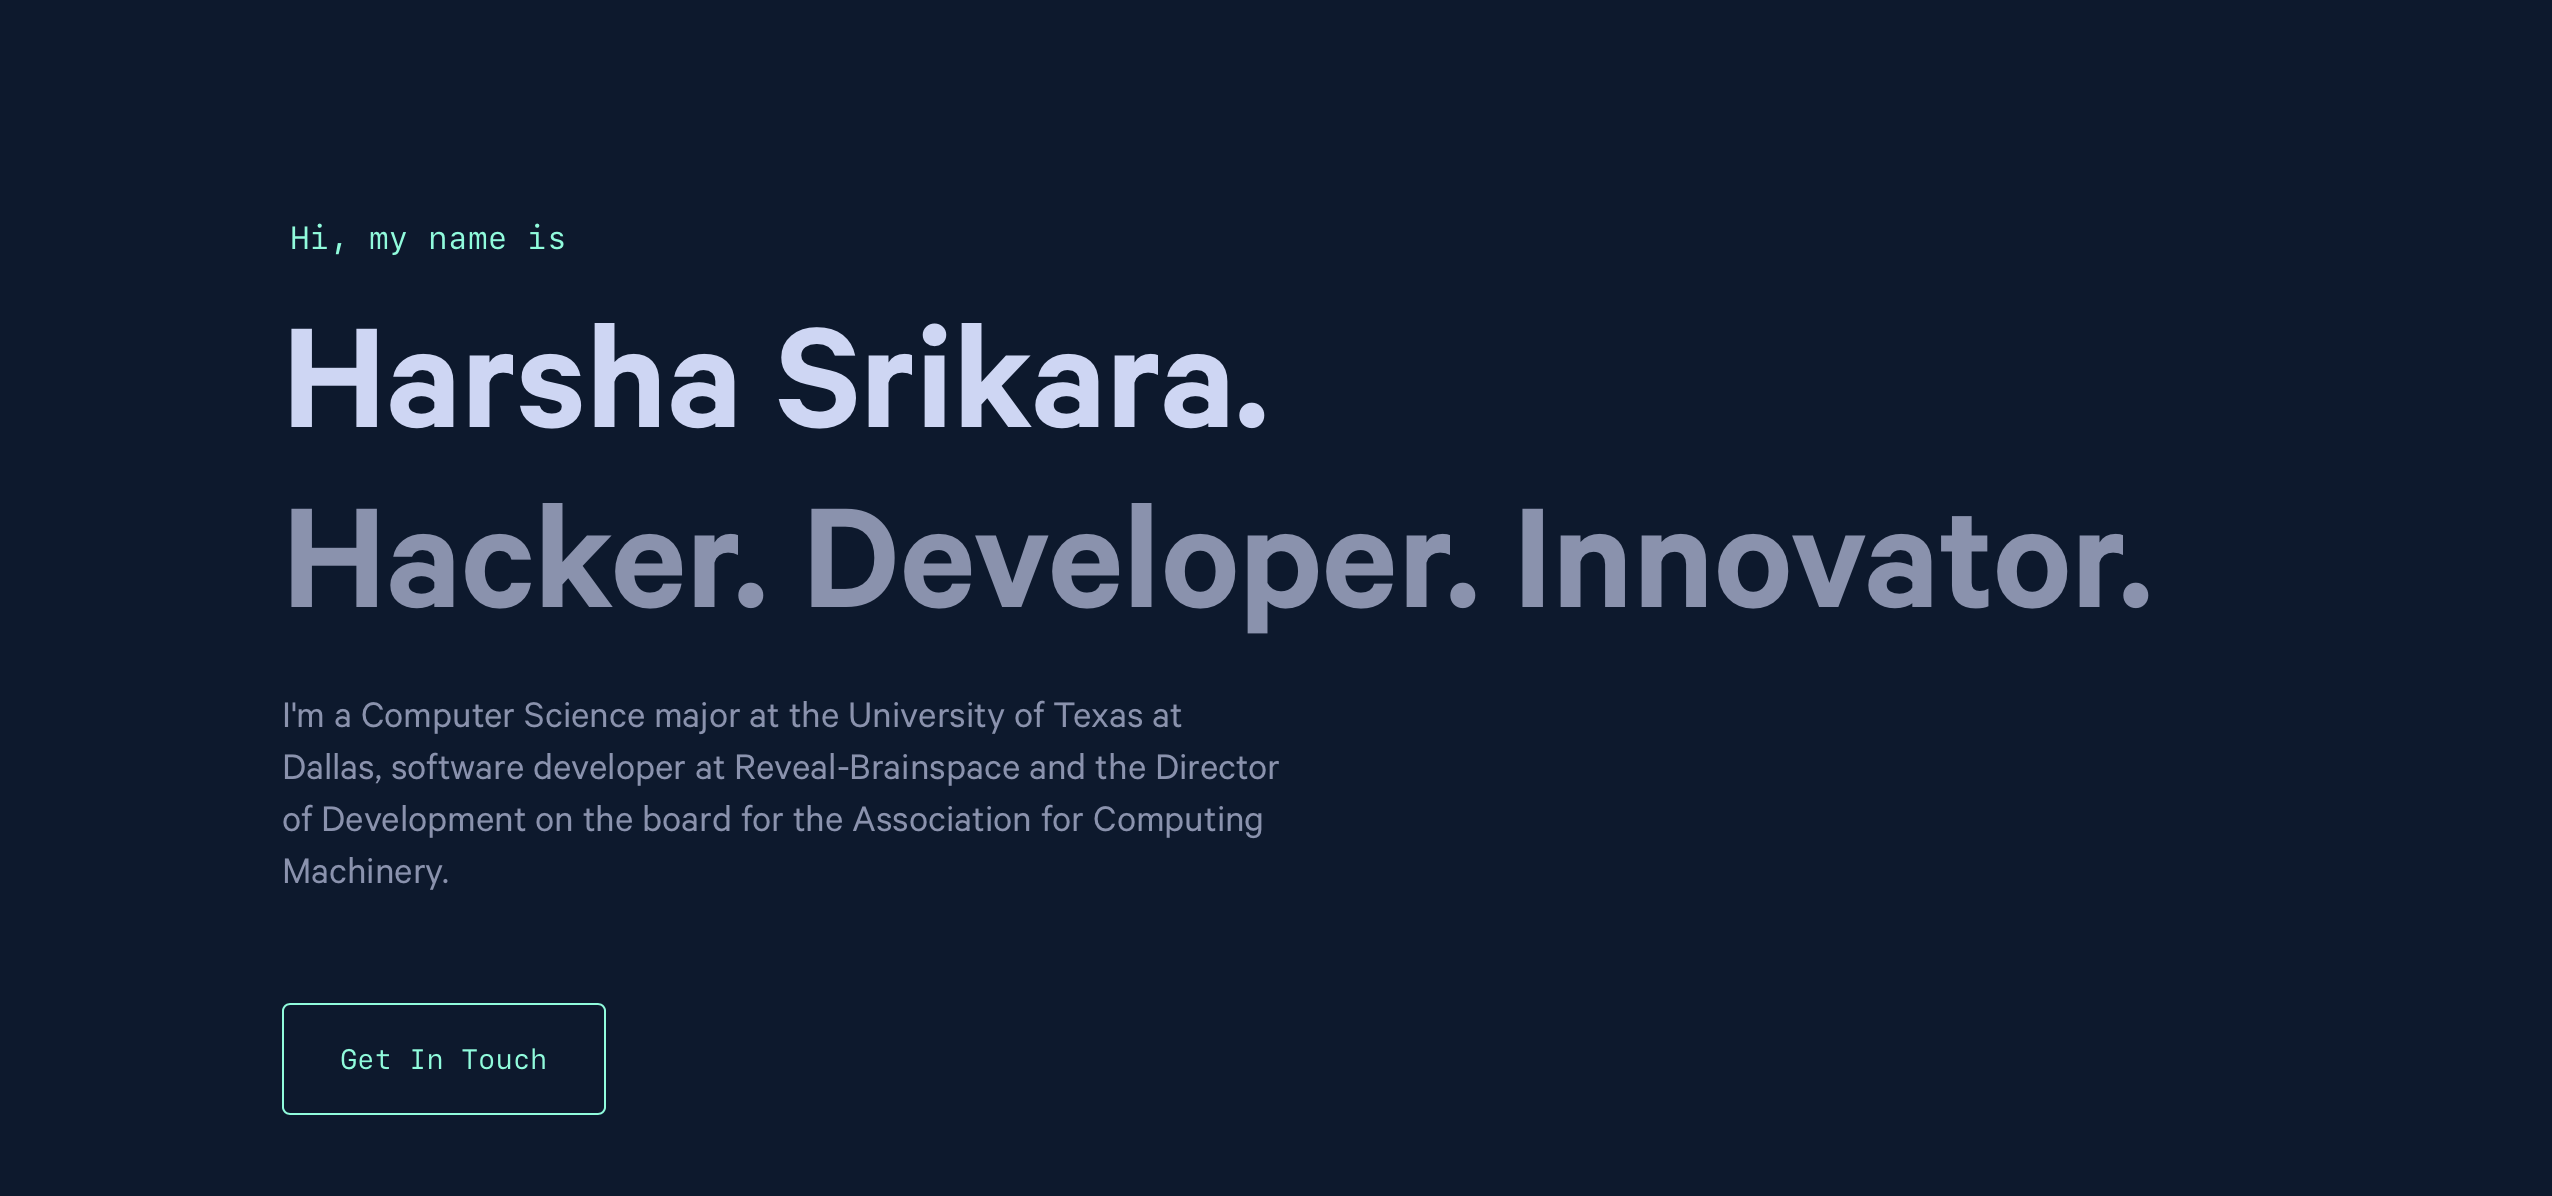 Hi, my name is
Harsha Srikara.
Hacker. Developer. Innovator.
I'm a Computer Science major at the University of Texas at
Dallas, software developer at Reveal-Brainspace and the Director
of Development on the board for the Association for Computing
Machinery.
Get In Touch